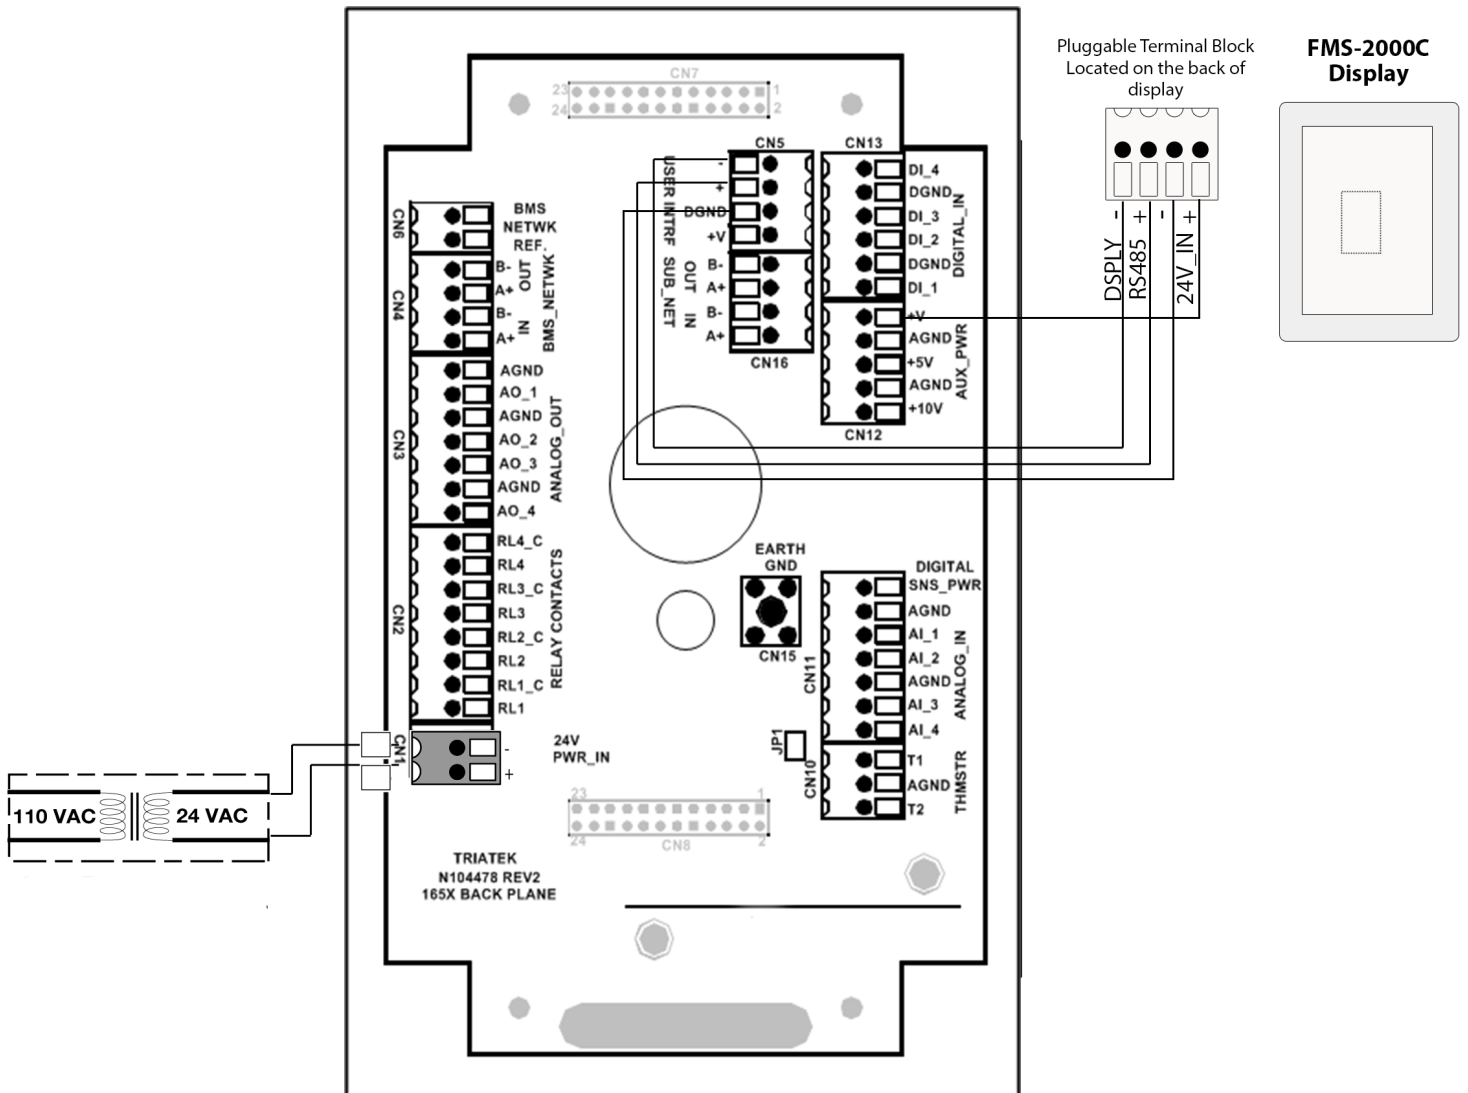 Pluggable Terminal Block
Located on the back of
display
FMS-2000C
Display
DSPLY -
RS485 +
-
24V_IN +
CN7
23
1
24
2
CN5
-
+
DGND
+V
USER INTRF
B-
A+
B-
A+
OUT
IN
SUB_NET
CN16
CN13
DI_4
DGND
DI_3
DI_2
DGND
DI_1
DIGITAL_IN
+V
AGND
+5V
AGND
+10V
AUX_PWR
CN12
CN6
BMS
NETWK
REF.
CN4
B-
A+
B-
A+
OUT
IN
BMS_NETWK
CN3
AGND
AO_1
AGND
AO_2
AO_3
AGND
AO_4
ANALOG_OUT
CN2
RL4_C
RL4
RL3_C
RL3
RL2_C
RL2
RL1_C
RL1
RELAY CONTACTS
EARTH
GND
CN15
DIGITAL
SNS_PWR
AGND
AI_1
AI_2
AGND
AI_3
AI_4
CN11
ANALOG_IN
JP1
CN10
T1
AGND
T2
THMSTR
CN1
-
+
24V
PWR_IN
110 VAC
24 VAC
23
1
24
2
CN8
TRIATEK
N104478 REV2
165X BACK PLANE